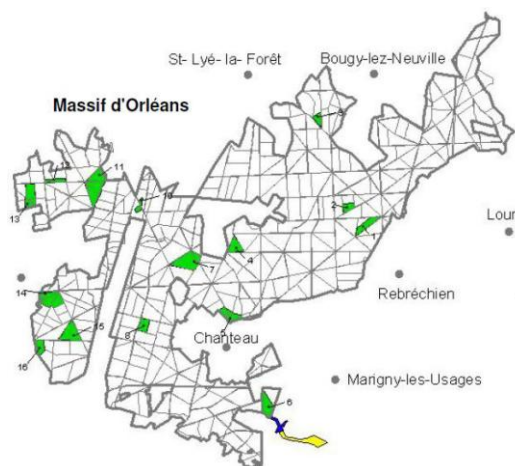 St- Lyé- la- Forêt
Bougy-lez-Neuville
Massif d'Orléans
3
12
11
13
10
2
1
Lour
4
7
Rebréchien
14
5
8
15
Chanteau
16
Marigny-les-Usages
6